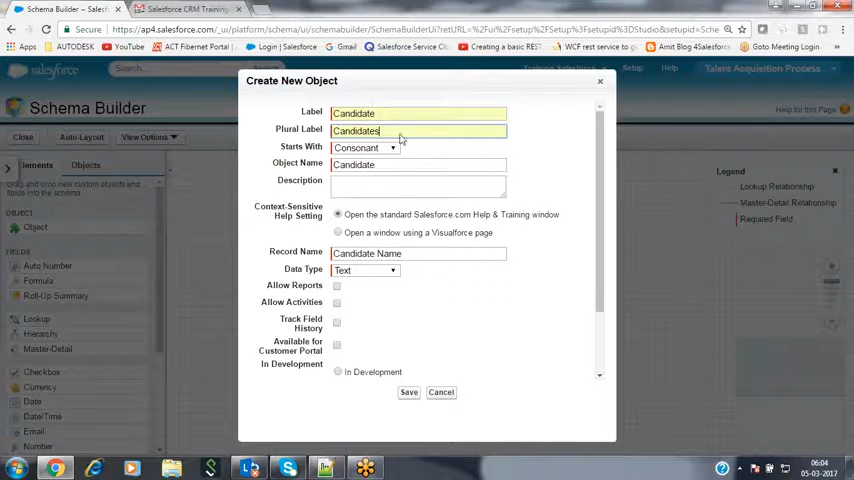 Salesforce - Schema Bui
Salesforce CRM Training
Secure https://ap4.salesforce.com/_ui/platform/schema/ui/schemabuilder/SchemaBuilderUi?retURL=%2Fui%2Fsetup%2FSetup%3Fsetupid%3DStudio&setupid=Sche
Apps AUTODESK YouTube ACT Fibernet Portal Login | Salesforce Gmail Salesforce Service Cl Creating a basic REST WCF rest service to g Amit Blog 4 Salesforce Goto Meeting Login
salesforce Search... Search Setup Help Talent Acquisition Process
Schema Builder
Help for this Page
Close Auto-Layout View Options
Create New Object
Label Candidate
Plural Label Candidates
Starts With Consonant
Object Name Candidate
Description
Context-Sensitive
Help Setting
Open the standard Salesforce.com Help & Training window
Open a window using a Visualforce page
Record Name Candidate Name
Data Type Text
Allow Reports
Allow Activities
Track Field
History
Available for
Customer Portal
In Development
In Development
Save Cancel
Elements Objects
Drag and drop new custom objects
and fields into the schema.
OBJECT
Object
FIELDS
Auto Number
Formula
Roll-Up Summary
Lookup
Hierarchy
Master-Detail
Checkbox
Currency
Date
Date/Time
Email
Number
Legend
Lookup Relationship
Master-Detail Relationship
Required Field
06:04
05-03-2017